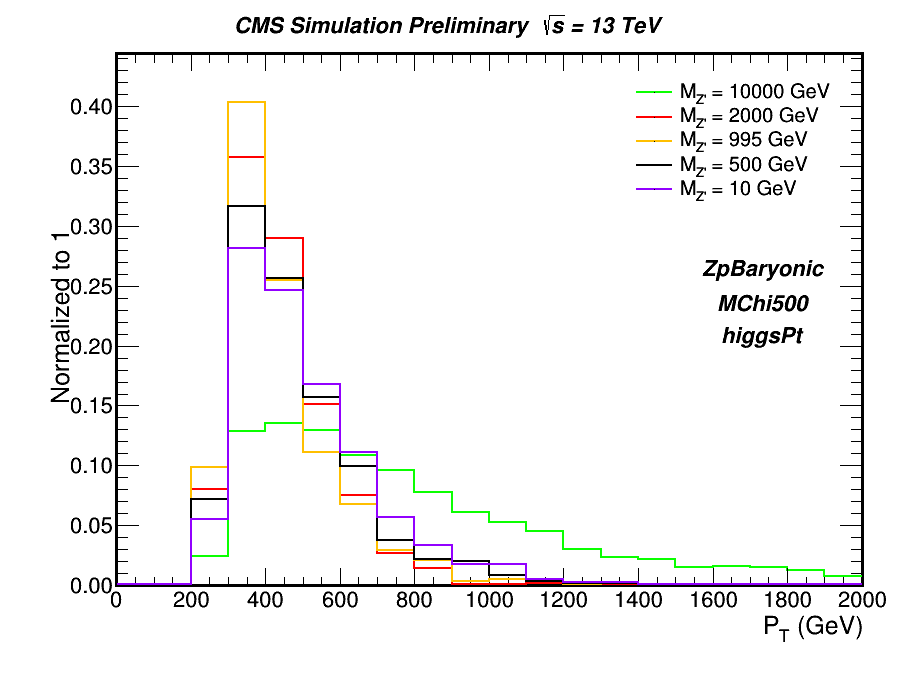 CMS Simulation Preliminary √s = 13 TeV
M_Z' = 10000 GeV
M_Z' = 2000 GeV
M_Z' = 995 GeV
M_Z' = 500 GeV
M_Z' = 10 GeV
ZpBaryonic
MChi500
higgsPt
Normalized to 1
0.40
0.35
0.30
0.25
0.20
0.15
0.10
0.05
0.00
0 200 400 600 800 1000 1200 1400 1600 1800 2000
P_T (GeV)